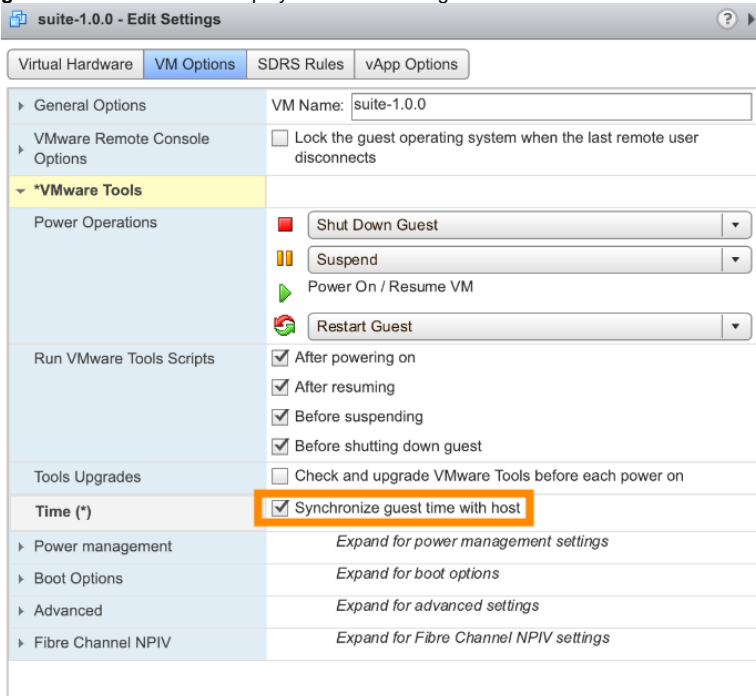 suite-1.0.0 - Edit Settings
?
Virtual Hardware VM Options SDRS Rules vApp Options
General Options VM Name: suite-1.0.0
VMware Remote Console Options Lock the guest operating system when the last remote user
disconnects
*VMware Tools
Power Operations Shut Down Guest
Suspend
Power On / Resume VM
Restart Guest
Run VMware Tools Scripts After powering on
After resuming
Before suspending
Before shutting down guest
Tools Upgrades Check and upgrade VMware Tools before each power on
Time (*) Synchronize guest time with host
Power management Expand for power management settings
Boot Options Expand for boot options
Advanced Expand for advanced settings
Fibre Channel NPIV Expand for Fibre Channel NPIV settings